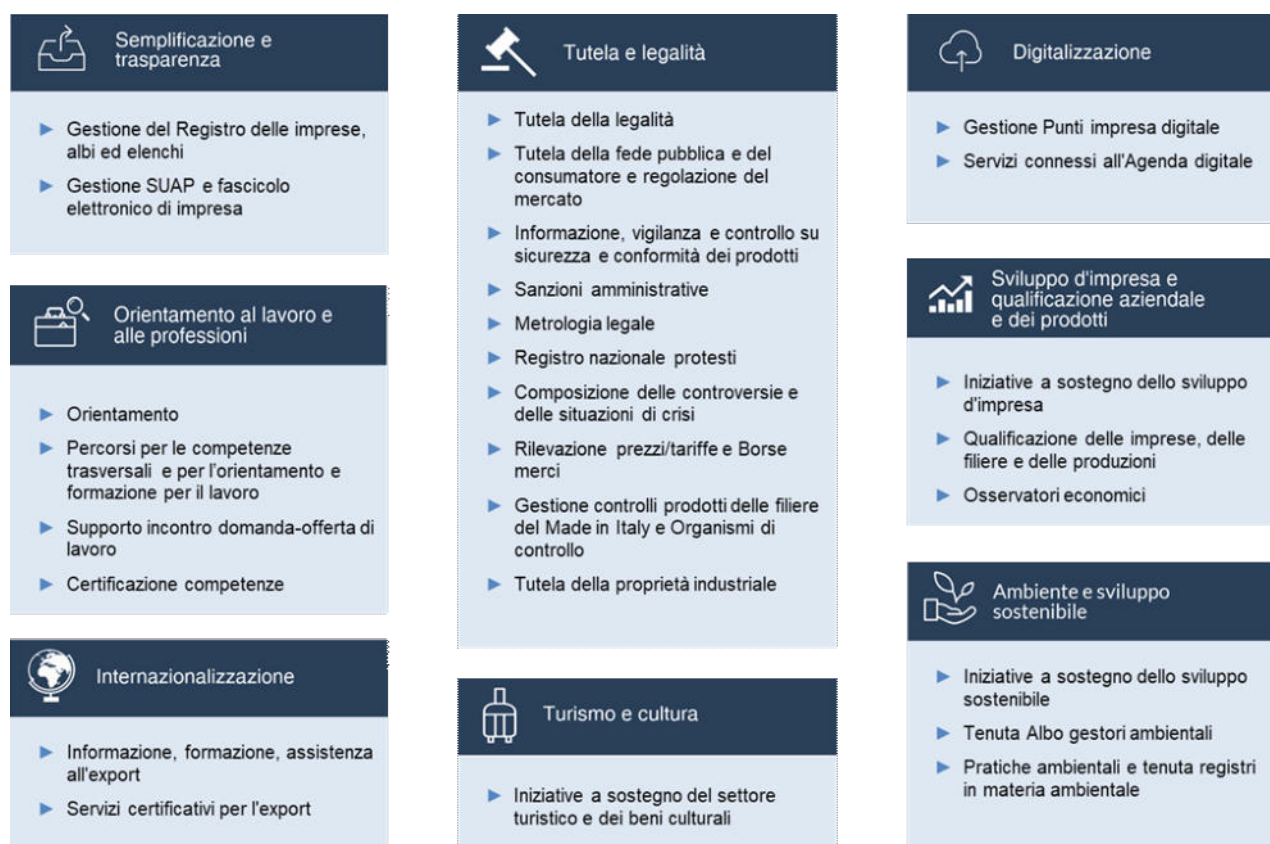 Semplificazione e
trasparenza
Gestione del Registro delle imprese,
albi ed elenchi
Gestione SUAP e fascicolo
elettronico di impresa
Orientamento al lavoro e
alle professioni
Orientamento
Percorsi per le competenze
trasversali e per l'orientamento e
formazione per il lavoro
Supporto incontro domanda-offerta di
lavoro
Certificazione competenze
Internazionalizzazione
Informazione, formazione, assistenza
all'export
Servizi certificativi per l'export
Tutela e legalità
Tutela della legalità
Tutela della fede pubblica e del
consumatore e regolazione del
mercato
Informazione, vigilanza e controllo su
sicurezza e conformità dei prodotti
Sanzioni amministrative
Metrologia legale
Registro nazionale protesti
Composizione delle controversie e
delle situazioni di crisi
Rilevazione prezzi/tariffe e Borse
merci
Gestione controlli prodotti delle filiere
del Made in Italy e Organismi di
controllo
Tutela della proprietà industriale
Turismo e cultura
Iniziative a sostegno del settore
turistico e dei beni culturali
Digitalizzazione
Gestione Punti impresa digitale
Servizi connessi all'Agenda digitale
Sviluppo d'impresa e
qualificazione aziendale
e dei prodotti
Iniziative a sostegno dello sviluppo
d'impresa
Qualificazione delle imprese, delle
filiere e delle produzioni
Osservatori economici
Ambiente e sviluppo
sostenibile
Iniziative a sostegno dello sviluppo
sostenibile
Tenuta Albo gestori ambientali
Pratiche ambientali e tenuta registri
in materia ambientale